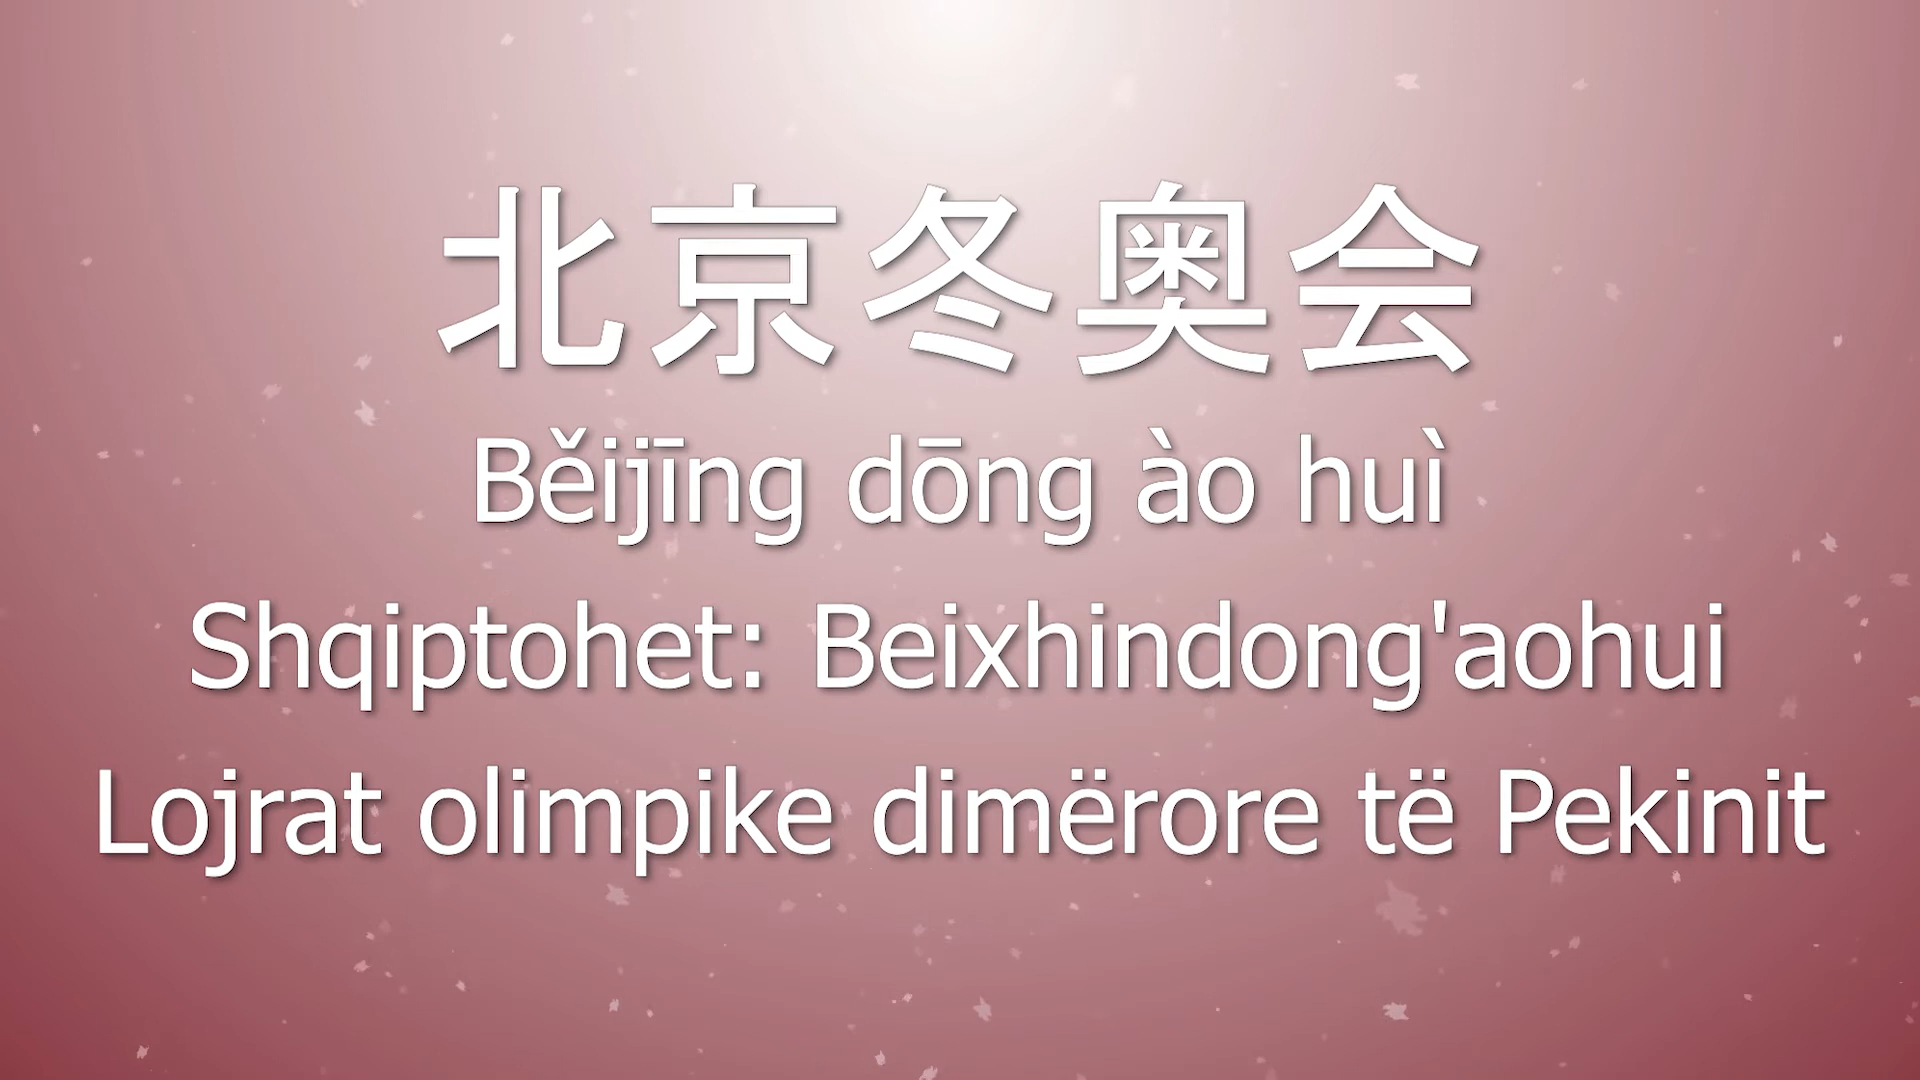 北京冬奥会
Běijīng dōng ào huì
Shqiptohet: Beixhindong'aohui
Lojrat olimpike dimërore të Pekinit